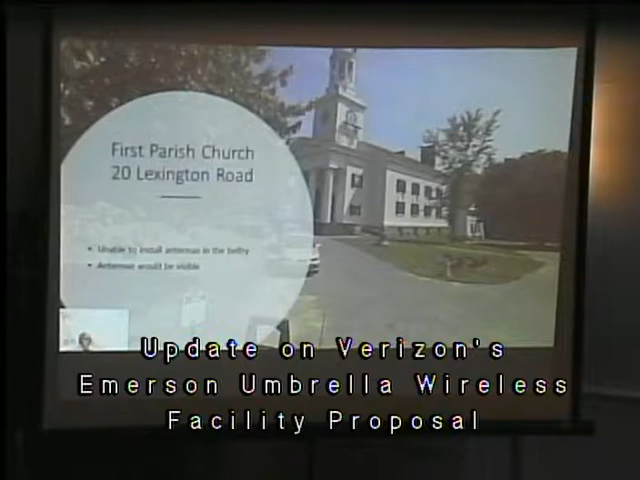 First Parish Church
20 Lexington Road
• Unable to install antennas in the belfry
• Antennas would be visible
Update on Verizon's
Emerson Umbrella Wireless
Facility Proposal